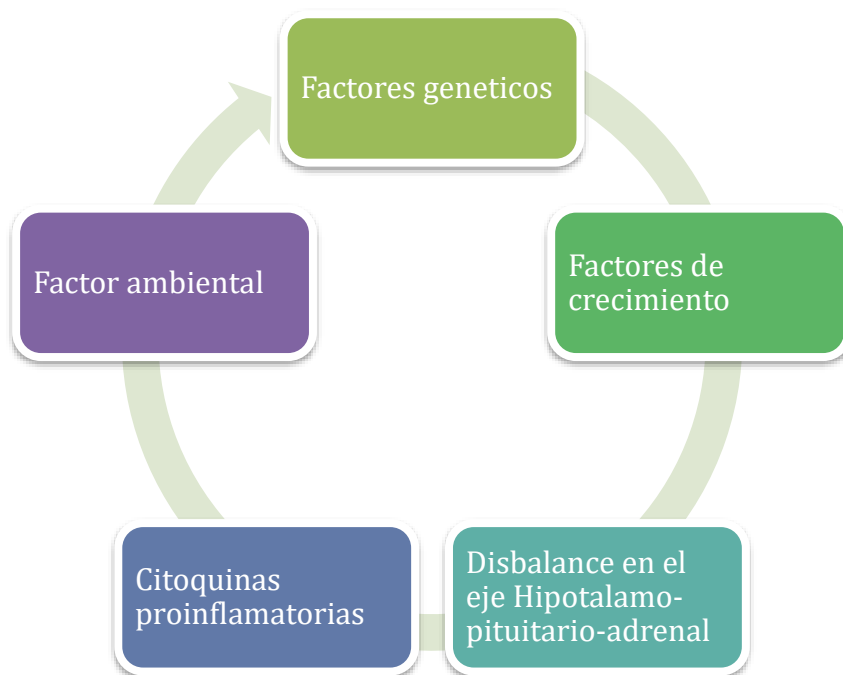 Factores geneticos
Factores de
crecimiento
Disbalance en el
eje Hipotalamo-
pituitario-adrenal
Citoquinas
proinflamatorias
Factor ambiental